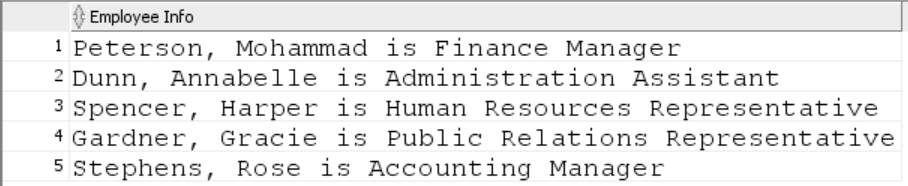 Employee Info
1 Peterson, Mohammad is Finance Manager
2 Dunn, Annabelle is Administration Assistant
3 Spencer, Harper is Human Resources Representative
4 Gardner, Gracie is Public Relations Representative
5 Stephens, Rose is Accounting Manager